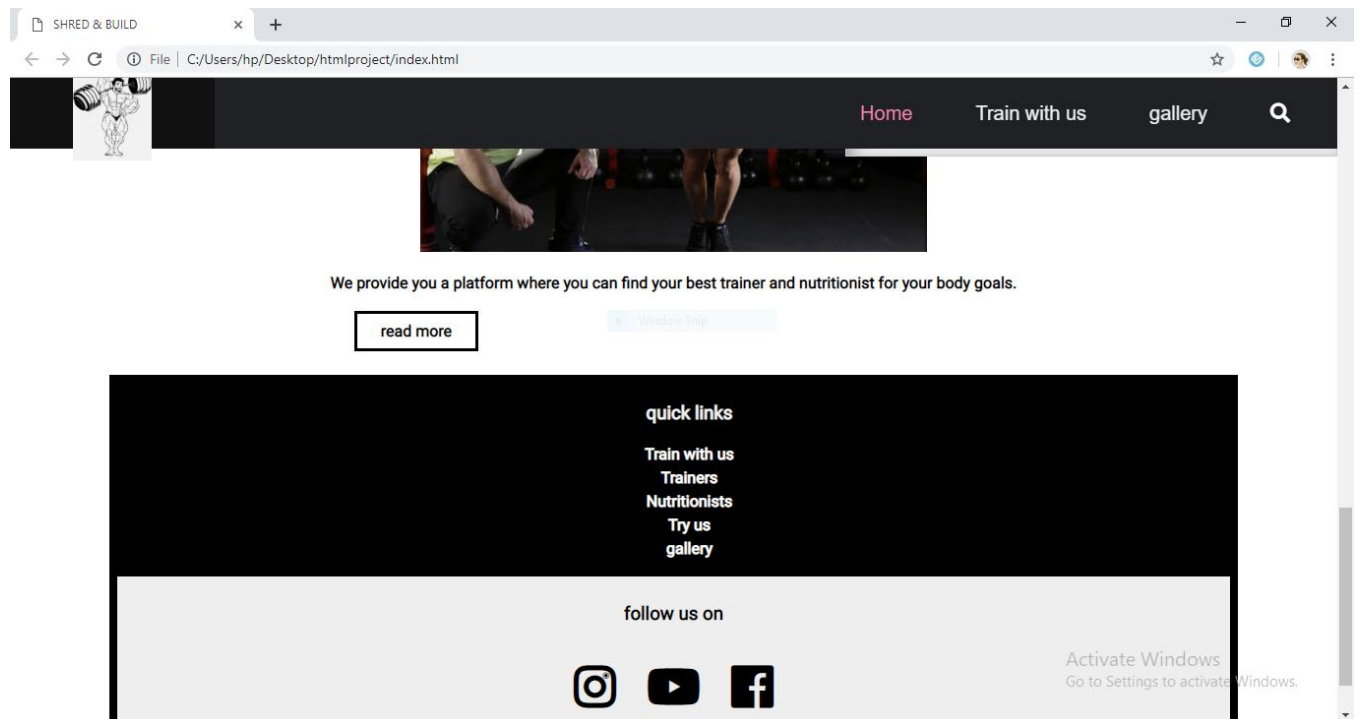 SHRED & BUILD
File | C:/Users/hp/Desktop/htmlproject/index.html
Home Train with us gallery
We provide you a platform where you can find your best trainer and nutritionist for your body goals.
read more
Window Snip
quick links
Train with us
Trainers
Nutritionists
Try us
gallery
follow us on
Activate Windows
Go to Settings to activate Windows.